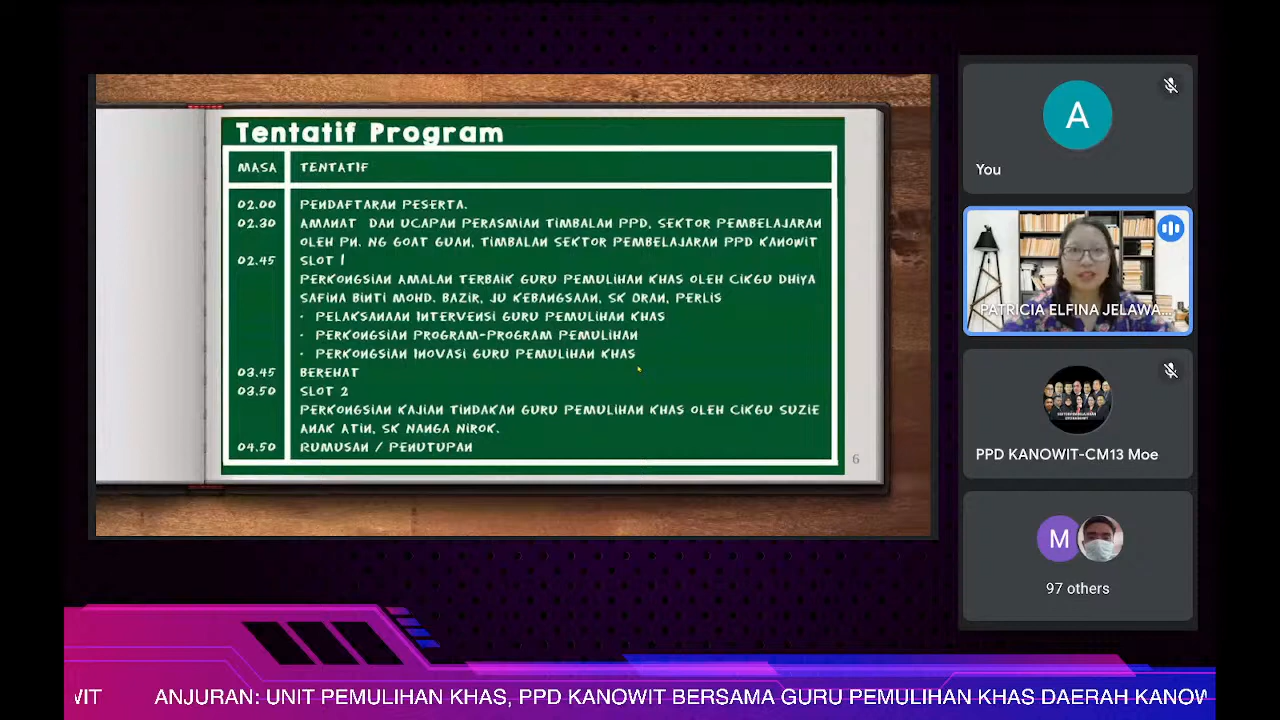 Tentatif Program
MASA TENTATIF
02.00 PENDAFTARAN PESERTA.
02.30 AMANAT DAN UCAPAN PERASMIAN TIMBALAN PPD, SEKTOR PEMBELAJARAN
OLEH PN. NG GOAT GUAN, TIMBALAN SEKTOR PEMBELAJARAN PPD KANOWIT
02.45 SLOT 1
PERKONGSIAN AMALAN TERBAIK GURU PEMULIHAN KHAS OLEH CIKGU DHIYA
SAFINA BINTI MOHD. BAZIR, JU KEBANGSAAN, SK ORAN, PERLIS
• PELAKSANAAN INTERVENSI GURU PEMULIHAN KHAS
• PERKONGSIAN PROGRAM-PROGRAM PEMULIHAN
• PERKONGSIAN INOVASI GURU PEMULIHAN KHAS
03.45 BEREHAT
03.50 SLOT 2
PERKONGSIAN KAJIAN TINDAKAN GURU PEMULIHAN KHAS OLEH CIKGU SUZIE
ANAK ATIN, SK NANGA NIROK.
04.50 RUMUSAN / PENUTUPAN
6
A
You
PATRICIA ELFINA JELAWA...
PPD KANOWIT-CM13 Moe
M
97 others
WIT ANJURAN: UNIT PEMULIHAN KHAS, PPD KANOWIT BERSAMA GURU PEMULIHAN KHAS DAERAH KANOW